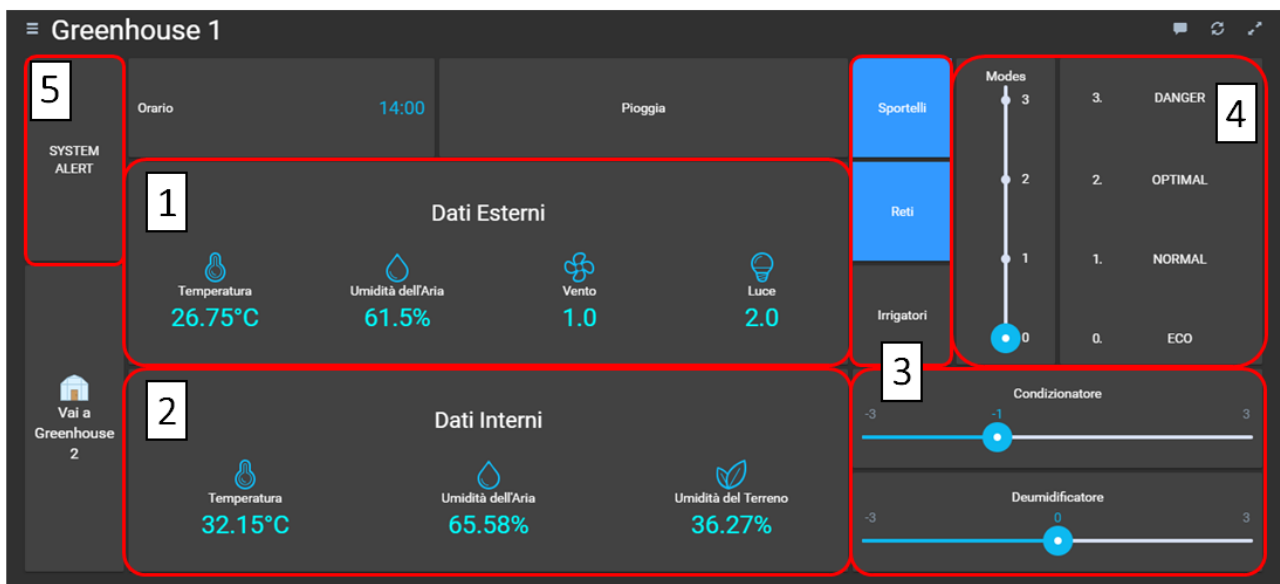 Greenhouse 1
5
SYSTEM
ALERT
Orario 14:00
Pioggia
Sportelli
Modes
3
2
1
0
3. DANGER
2. OPTIMAL
1. NORMAL
0. ECO
4
1
Dati Esterni
Temperatura
26.75°C
Umidità dell'Aria
61.5%
Vento
1.0
Luce
2.0
Reti
Irrigatori
3
Vai a
Greenhouse
2
2
Dati Interni
Temperatura
32.15°C
Umidità dell'Aria
65.58%
Umidità del Terreno
36.27%
Condizionatore
-3 -1 3
Deumidificatore
-3 0 3